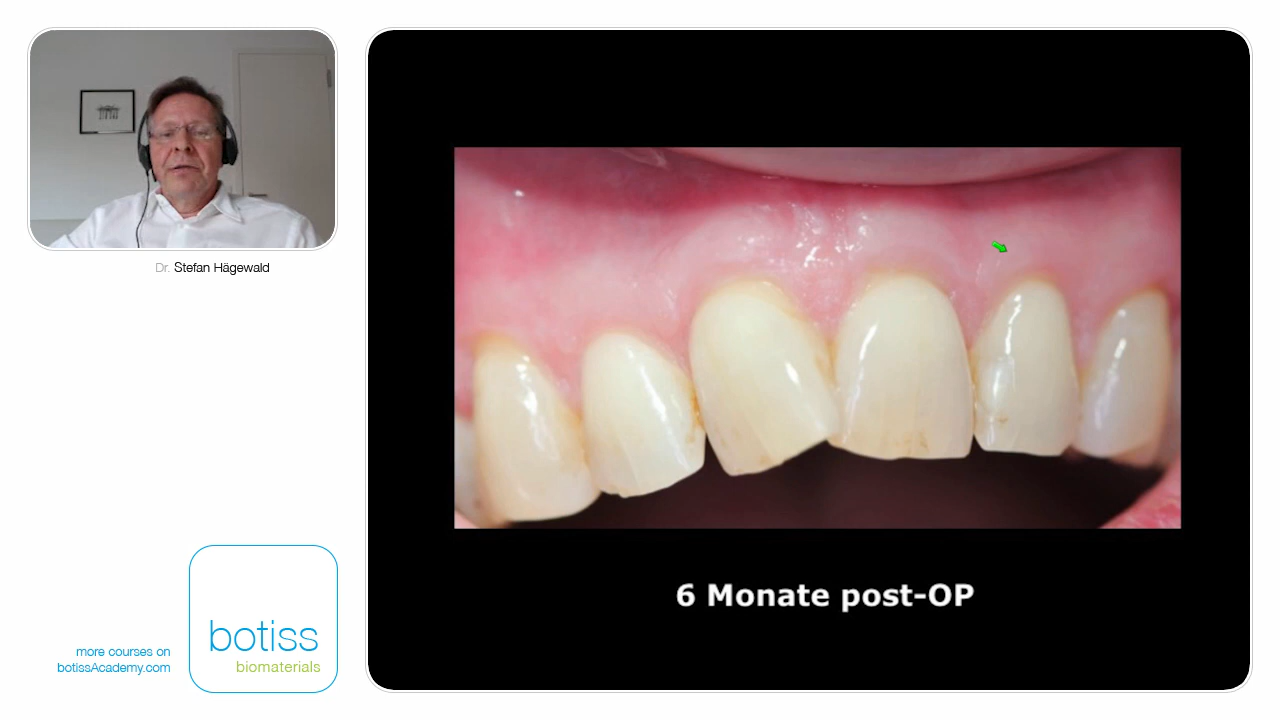 Dr. Stefan Hägewald
6 Monate post-OP
more courses on
botissAcademy.com
botiss
biomaterials